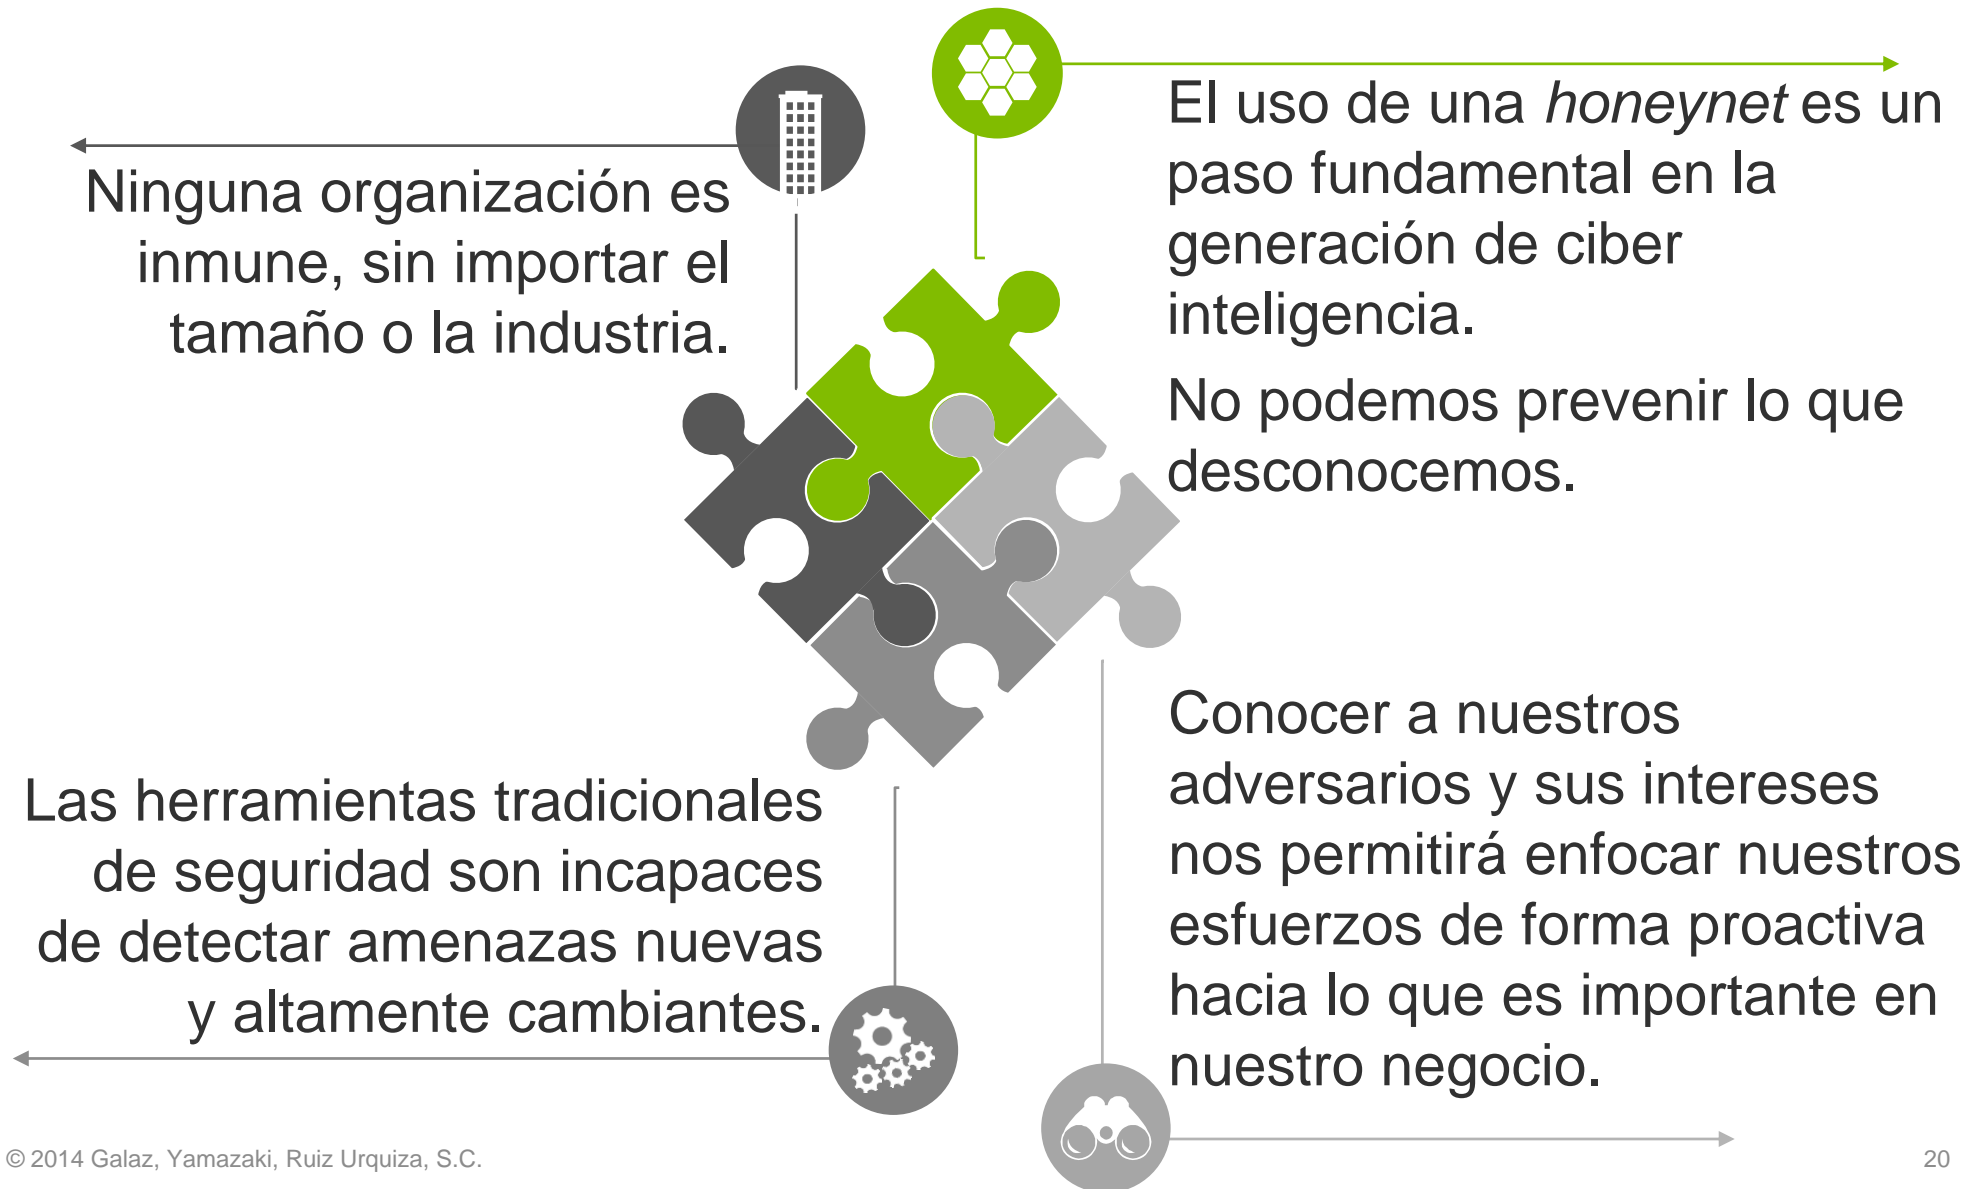 Ninguna organización es
inmune, sin importar el
tamaño o la industria.
El uso de una honeynet es un
paso fundamental en la
generación de ciber
inteligencia.
No podemos prevenir lo que
desconocemos.
Las herramientas tradicionales
de seguridad son incapaces
de detectar amenazas nuevas
y altamente cambiantes.
Conocer a nuestros
adversarios y sus intereses
nos permitirá enfocar nuestros
esfuerzos de forma proactiva
hacia lo que es importante en
nuestro negocio.
© 2014 Galaz, Yamazaki, Ruiz Urquiza, S.C.
20